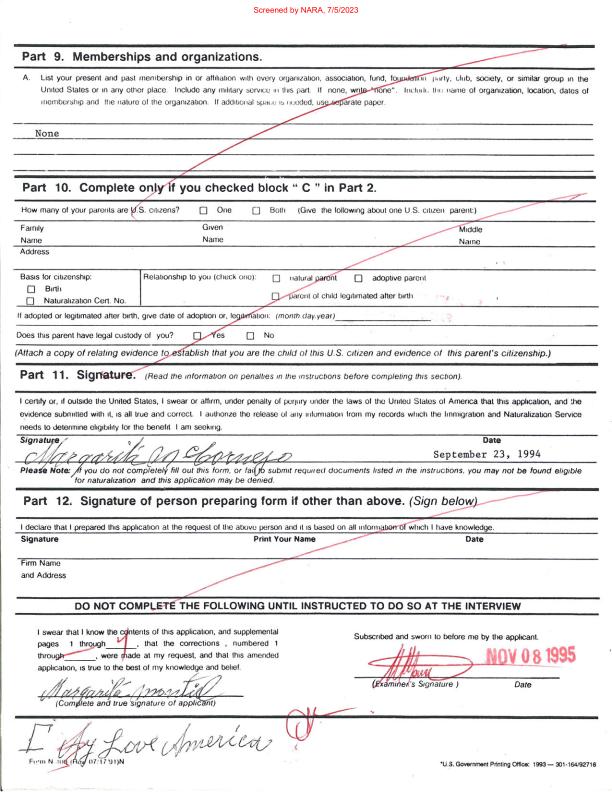 Screened by NARA, 7/5/2023
Part 9. Memberships and organizations.
A. List your present and past membership in or affiliation with every organization, association, fund, foundation, party, club, society, or similar group in the
United States or in any other place. Include any military service in this part. If none, write "none". Include the name of organization, location, dates of
membership and the nature of the organization. If additional space is needed, use separate paper.
None
Part 10. Complete only if you checked block " C " in Part 2.
How many of your parents are U.S. citizens? One Both (Give the following about one U.S. citizen parent:)
Family Given Middle
Name Name Name
Address
Basis for citizenship: Relationship to you (check one): natural parent adoptive parent
Birth
Naturalization Cert. No. parent of child legitimated after birth
If adopted or legitimated after birth, give date of adoption or, legitimation: (month,day,year)
Does this parent have legal custody of you? Yes No
(Attach a copy of relating evidence to establish that you are the child of this U.S. citizen and evidence of this parent's citizenship.)
Part 11. Signature. (Read the information on penalties in the instructions before completing this section).
I certify or, if outside the United States, I swear or affirm, under penalty of perjury under the laws of the United States of America that this application, and the
evidence submitted with it, is all true and correct. I authorize the release of any information from my records which the Immigration and Naturalization Service
needs to determine eligibility for the benefit I am seeking.
Signature Date
Margarita M Cornejo September 23, 1994
Please Note: If you do not completely fill out this form, or fail to submit required documents listed in the instructions, you may not be found eligible
for naturalization and this application may be denied.
Part 12. Signature of person preparing form if other than above. (Sign below)
I declare that I prepared this application at the request of the above person and it is based on all information of which I have knowledge.
Signature Print Your Name Date
Firm Name
and Address
DO NOT COMPLETE THE FOLLOWING UNTIL INSTRUCTED TO DO SO AT THE INTERVIEW
I swear that I know the contents of this application, and supplemental
pages 1 through 4, that the corrections, numbered 1
through , were made at my request, and that this amended
application, is true to the best of my knowledge and belief.
Margarita Montiel
(Complete and true signature of applicant)
Subscribed and sworn to before me by the applicant.
NOV 08 1995
(Examiner's Signature ) Date
I Love America
Form N 400 (Rev 07/17/91)N
*U.S. Government Printing Office: 1993 — 301-164/92716